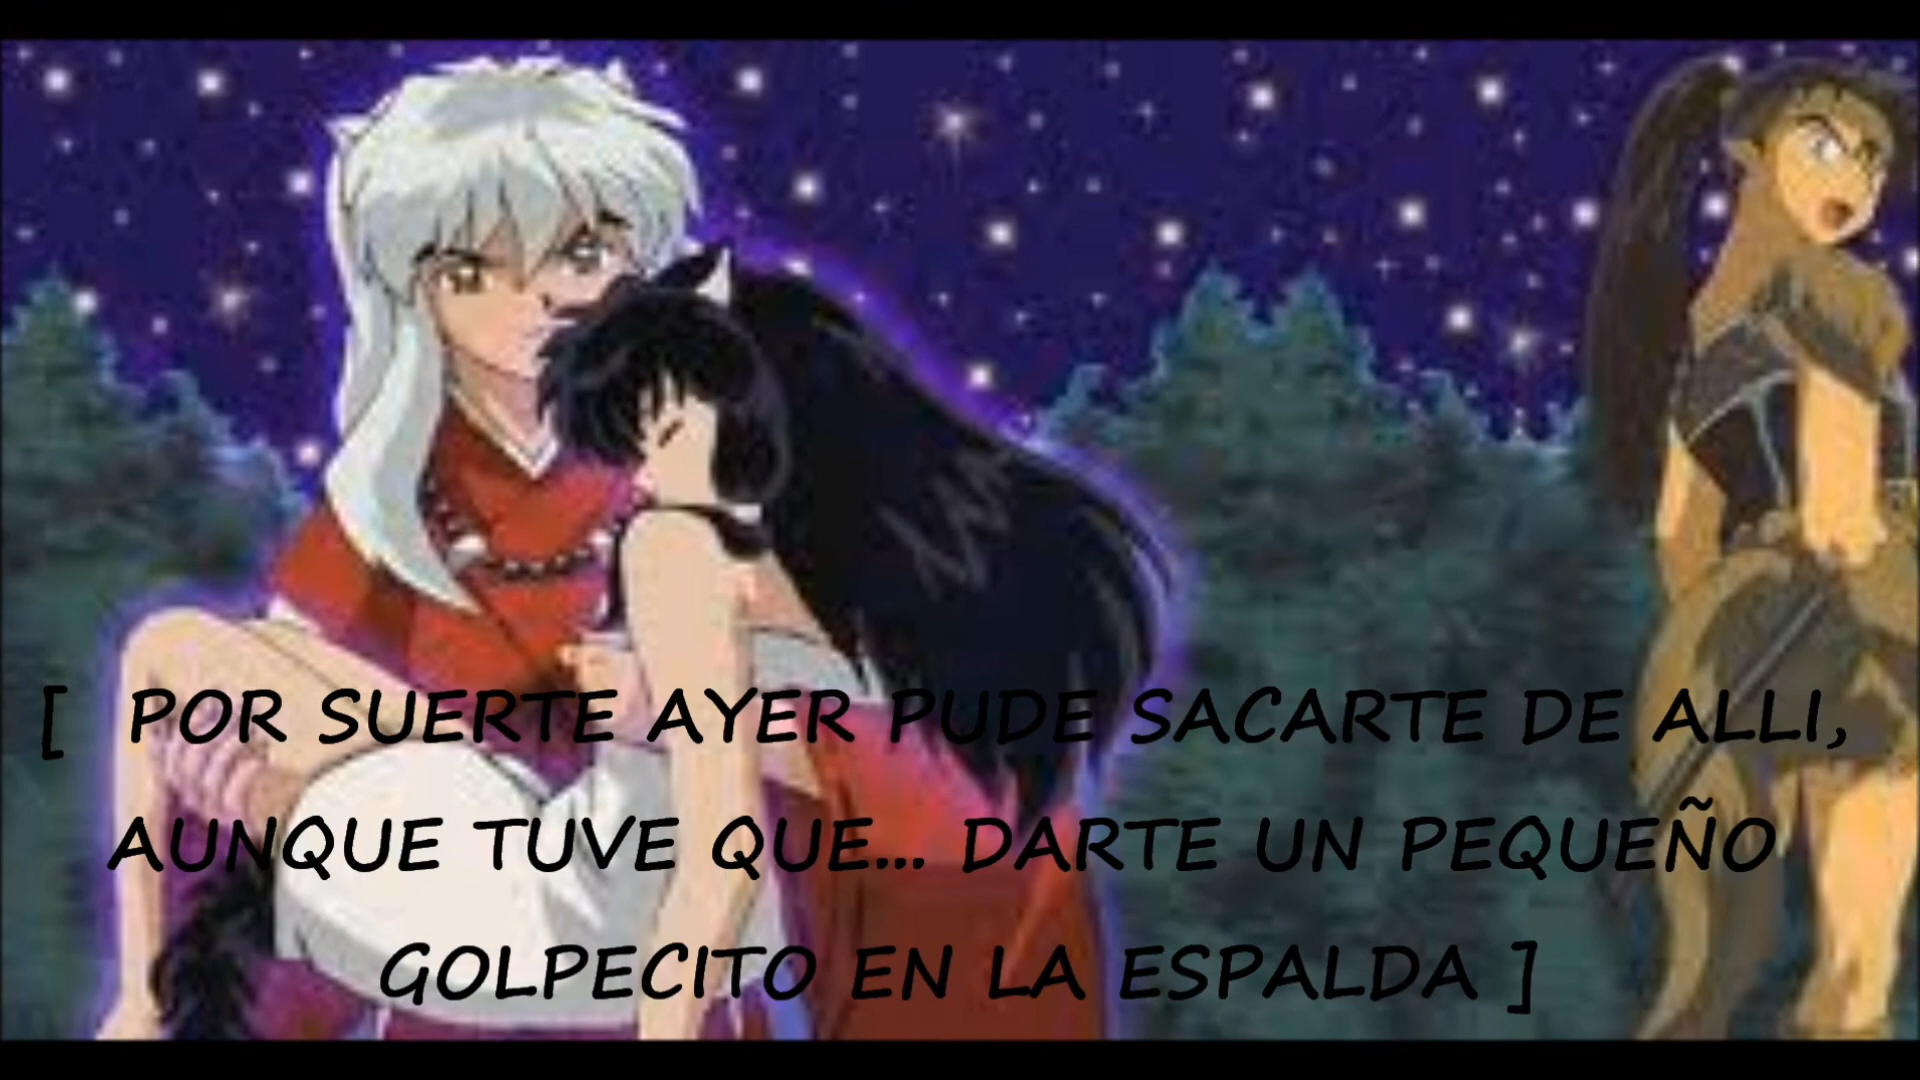 [ POR SUERTE AYER PUDE SACARTE DE ALLI,
AUNQUE TUVE QUE... DARTE UN PEQUEÑO
GOLPECITO EN LA ESPALDA ]